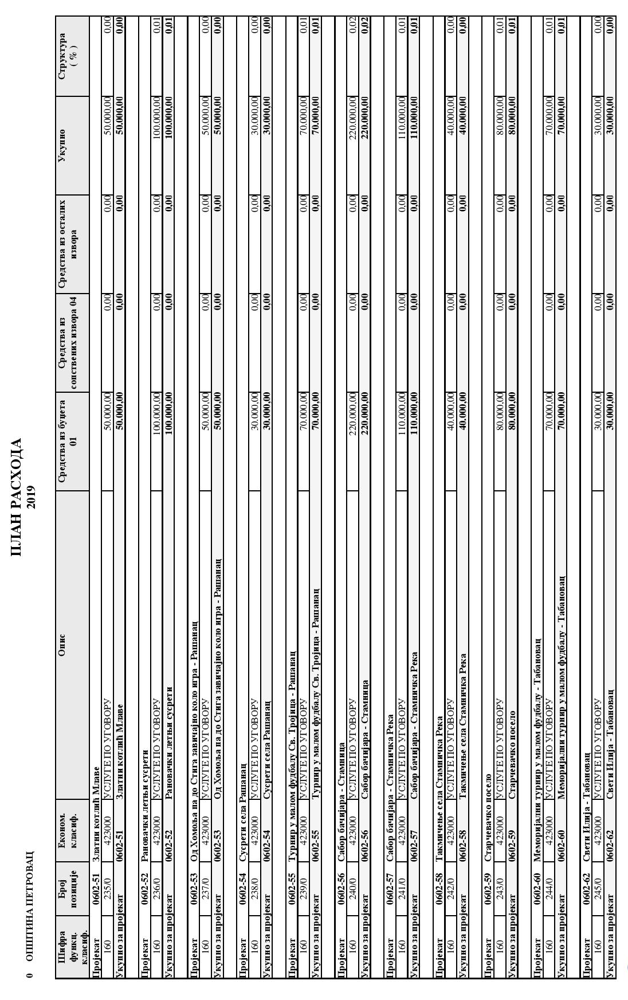 ПЛАН РАСХОДА
2019
0 ОПШТИНА ПЕТРОВАЦ
Шифра функц. класиф. Број позиције Економ. класиф. Опис Средства из буџета 01 Средства из сопствених извора 04 Средства из осталих извора Укупно Структура ( % )
Пројекат 0602-51 Златни котлић Млаве
160 235/0 423000 УСЛУГЕ ПО УГОВОРУ 50.000,00 0,00 0,00 50.000,00 0,00
Укупно за пројекат 0602-51 Златни котлић Млаве 50.000,00 0,00 0,00 50.000,00 0,00
Пројекат 0602-52 Рановачки летњи сусрети
160 236/0 423000 УСЛУГЕ ПО УГОВОРУ 100.000,00 0,00 0,00 100.000,00 0,01
Укупно за пројекат 0602-52 Рановачки летњи сусрети 100.000,00 0,00 0,00 100.000,00 0,01
Пројекат 0602-53 Од Хомоља па до Стига завичајно коло игра - Рашанац
160 237/0 423000 УСЛУГЕ ПО УГОВОРУ 50.000,00 0,00 0,00 50.000,00 0,00
Укупно за пројекат 0602-53 Од Хомоља па до Стига завичајно коло игра - Рашанац 50.000,00 0,00 0,00 50.000,00 0,00
Пројекат 0602-54 Сусрети села Рашанац
160 238/0 423000 УСЛУГЕ ПО УГОВОРУ 30.000,00 0,00 0,00 30.000,00 0,00
Укупно за пројекат 0602-54 Сусрети села Рашанац 30.000,00 0,00 0,00 30.000,00 0,00
Пројекат 0602-55 Турнир у малом фудбалу Св. Тројица - Рашанац
160 239/0 423000 УСЛУГЕ ПО УГОВОРУ 70.000,00 0,00 0,00 70.000,00 0,01
Укупно за пројекат 0602-55 Турнир у малом фудбалу Св. Тројица - Рашанац 70.000,00 0,00 0,00 70.000,00 0,01
Пројекат 0602-56 Сабор бачијара - Стамница
160 240/0 423000 УСЛУГЕ ПО УГОВОРУ 220.000,00 0,00 0,00 220.000,00 0,02
Укупно за пројекат 0602-56 Сабор бачијара - Стамница 220.000,00 0,00 0,00 220.000,00 0,02
Пројекат 0602-57 Сабор бачијара - Стамничка Река
160 241/0 423000 УСЛУГЕ ПО УГОВОРУ 110.000,00 0,00 0,00 110.000,00 0,01
Укупно за пројекат 0602-57 Сабор бачијара - Стамничка Река 110.000,00 0,00 0,00 110.000,00 0,01
Пројекат 0602-58 Такмичење села Стамничка Река
160 242/0 423000 УСЛУГЕ ПО УГОВОРУ 40.000,00 0,00 0,00 40.000,00 0,00
Укупно за пројекат 0602-58 Такмичење села Стамничка Река 40.000,00 0,00 0,00 40.000,00 0,00
Пројекат 0602-59 Старчевачко посело
160 243/0 423000 УСЛУГЕ ПО УГОВОРУ 80.000,00 0,00 0,00 80.000,00 0,01
Укупно за пројекат 0602-59 Старчевачко посело 80.000,00 0,00 0,00 80.000,00 0,01
Пројекат 0602-60 Меморијални турнир у малом фудбалу - Табановац
160 244/0 423000 УСЛУГЕ ПО УГОВОРУ 70.000,00 0,00 0,00 70.000,00 0,01
Укупно за пројекат 0602-60 Меморијални турнир у малом фудбалу - Табановац 70.000,00 0,00 0,00 70.000,00 0,01
Пројекат 0602-62 Свети Илија - Табановац
160 245/0 423000 УСЛУГЕ ПО УГОВОРУ 30.000,00 0,00 0,00 30.000,00 0,00
Укупно за пројекат 0602-62 Свети Илија - Табановац 30.000,00 0,00 0,00 30.000,00 0,00